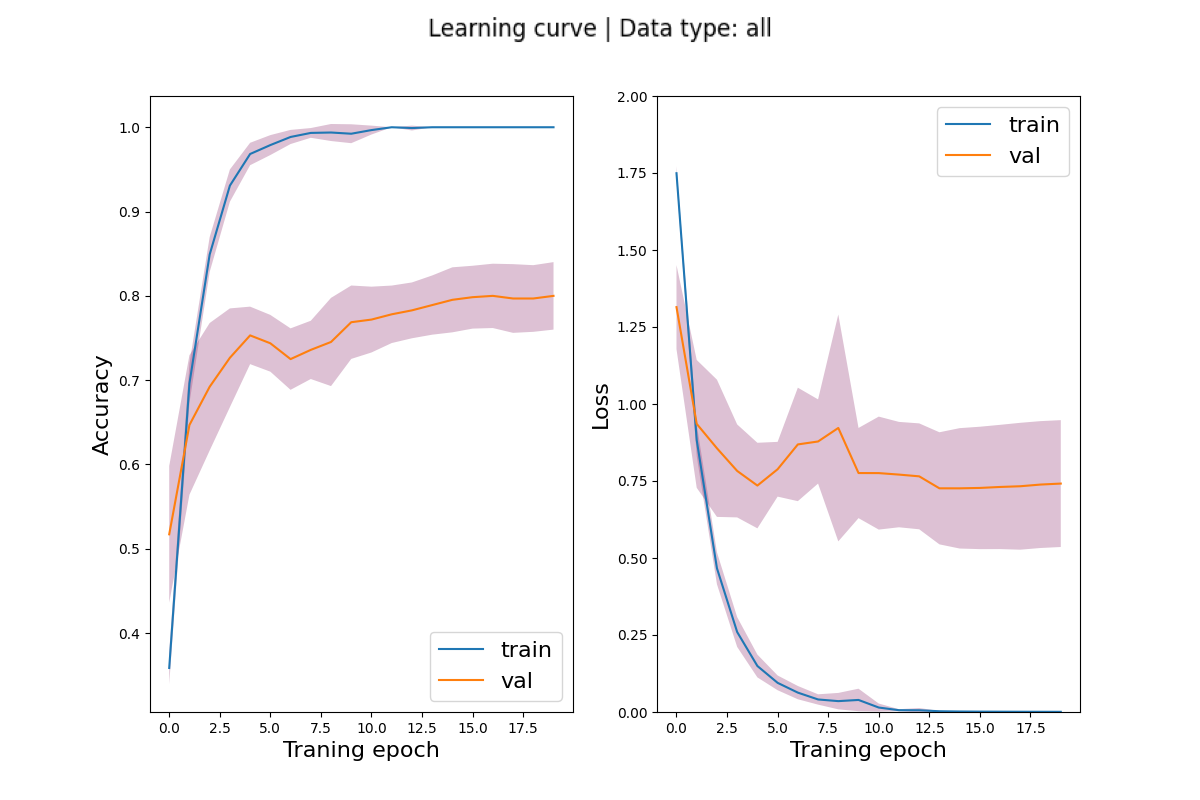 Learning curve | Data type: all
Accuracy
1.0
0.9
0.8
0.7
0.6
0.5
0.4
train
val
0.0 2.5 5.0 7.5 10.0 12.5 15.0 17.5
Traning epoch
Loss
2.00
1.75
1.50
1.25
1.00
0.75
0.50
0.25
0.00
train
val
0.0 2.5 5.0 7.5 10.0 12.5 15.0 17.5
Traning epoch